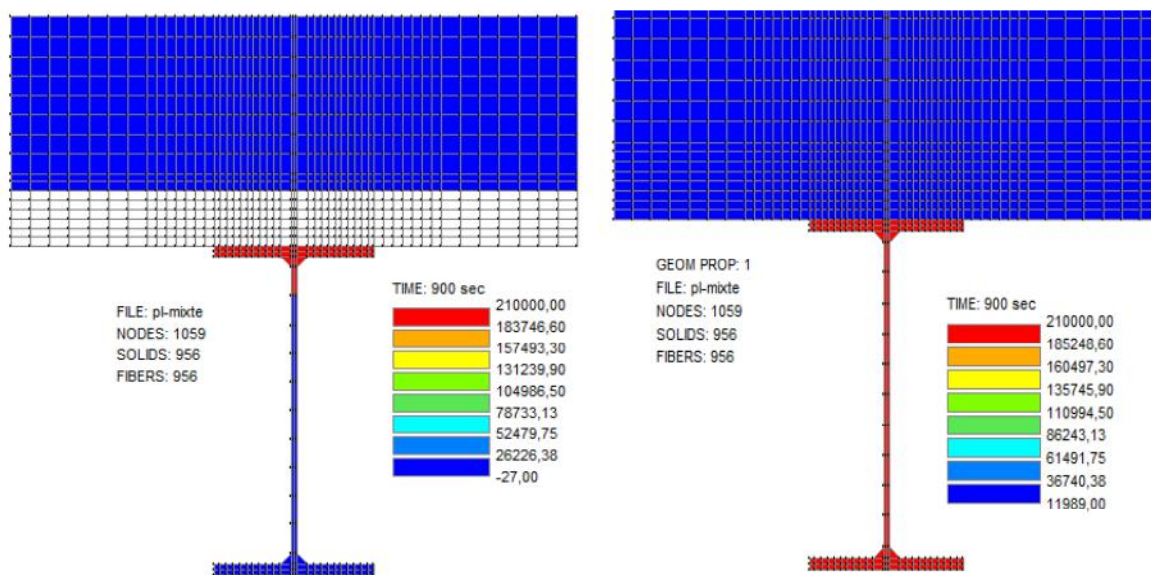 FILE: pl-mixte
NODES: 1059
SOLIDS: 956
FIBERS: 956
TIME: 900 sec
210000,00
183746,60
157493,30
131239,90
104986,50
78733,13
52479,75
26226,38
-27,00
GEOM PROP: 1
FILE: pl-mixte
NODES: 1059
SOLIDS: 956
FIBERS: 956
TIME: 900 sec
210000,00
185248,60
160497,30
135745,90
110994,50
86243,13
61491,75
36740,38
11989,00